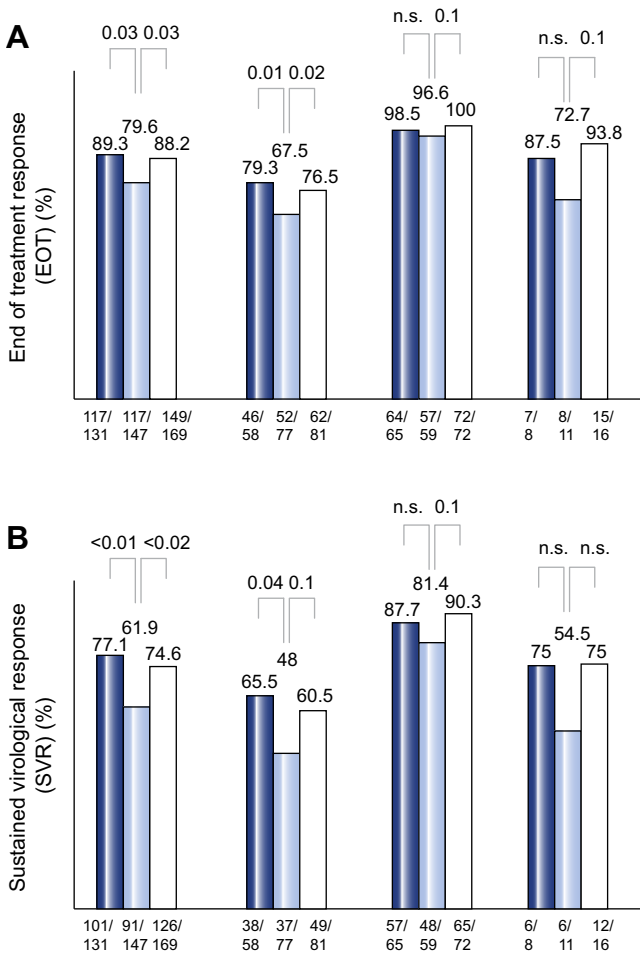 A
0.03 0.03
0.01 0.02
n.s. 0.1
n.s. 0.1
89.3 79.6 88.2
79.3 67.5 76.5
98.5 96.6 100
87.5 72.7 93.8
End of treatment response
(EOT) (%)
117/ 117/ 149/
131 147 169
46/ 52/ 62/
58 77 81
64/ 57/ 72/
65 59 72
7/ 8/ 15/
8 11 16
B
<0.01 <0.02
0.04 0.1
n.s. 0.1
n.s. n.s.
77.1 61.9 74.6
65.5 48 60.5
87.7 81.4 90.3
75 54.5 75
Sustained virological response
(SVR) (%)
101/ 91/ 126/
131 147 169
38/ 37/ 49/
58 77 81
57/ 48/ 65/
65 59 72
6/ 6/ 12/
8 11 16